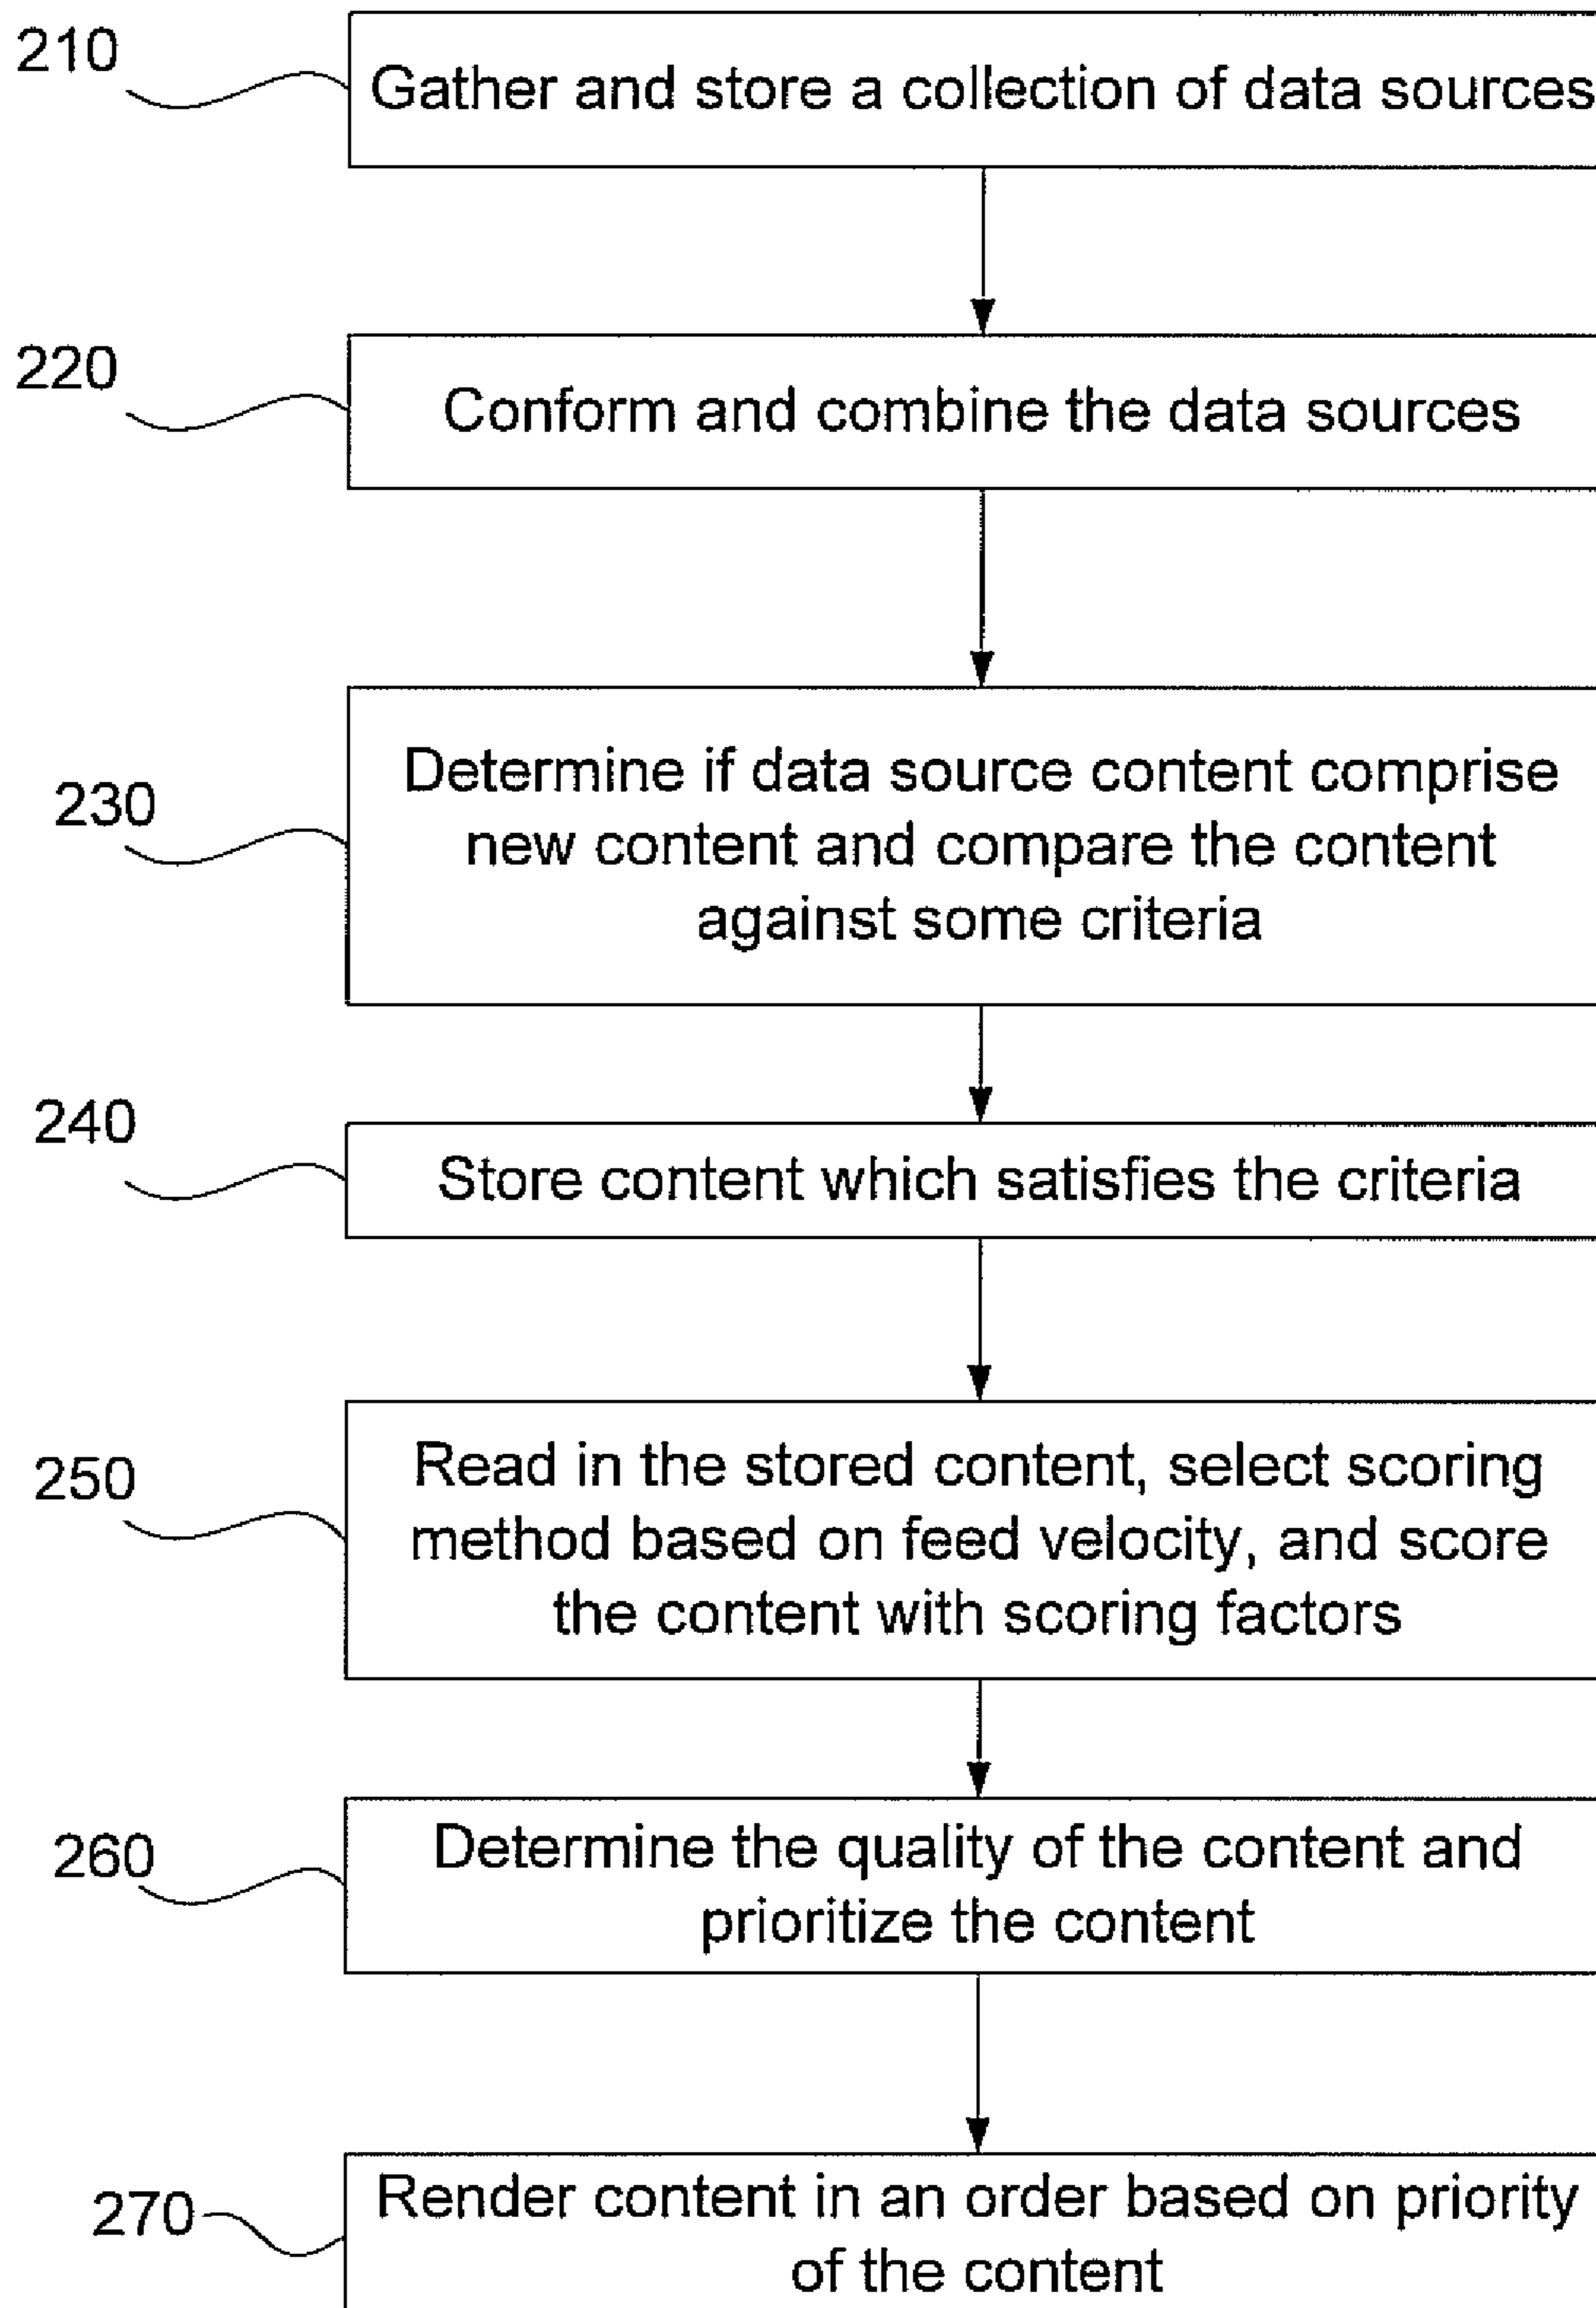 210
Gather and store a collection of data sources
220
Conform and combine the data sources
230
Determine if data source content comprise
new content and compare the content
against some criteria
240
Store content which satisfies the criteria
250
Read in the stored content, select scoring
method based on feed velocity, and score
the content with scoring factors
260
Determine the quality of the content and
prioritize the content
270
Render content in an order based on priority
of the content